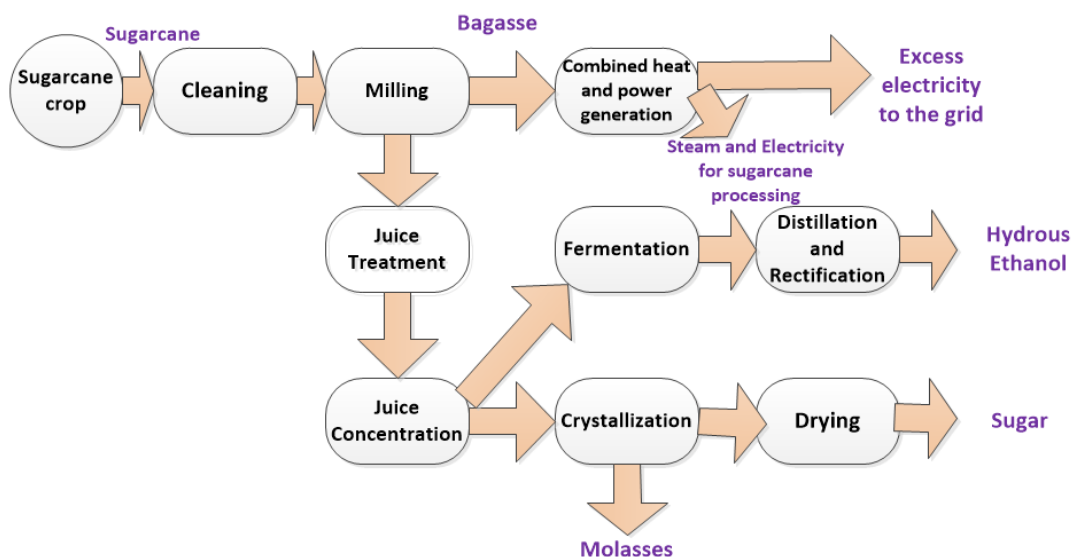 Sugarcane
Bagasse
Sugarcane
crop
Cleaning
Milling
Combined heat
and power
generation
Excess
electricity
to the grid
Steam and Electricity
for sugarcane
processing
Juice
Treatment
Fermentation
Distillation
and
Rectification
Hydrous
Ethanol
Juice
Concentration
Crystallization
Drying
Sugar
Molasses